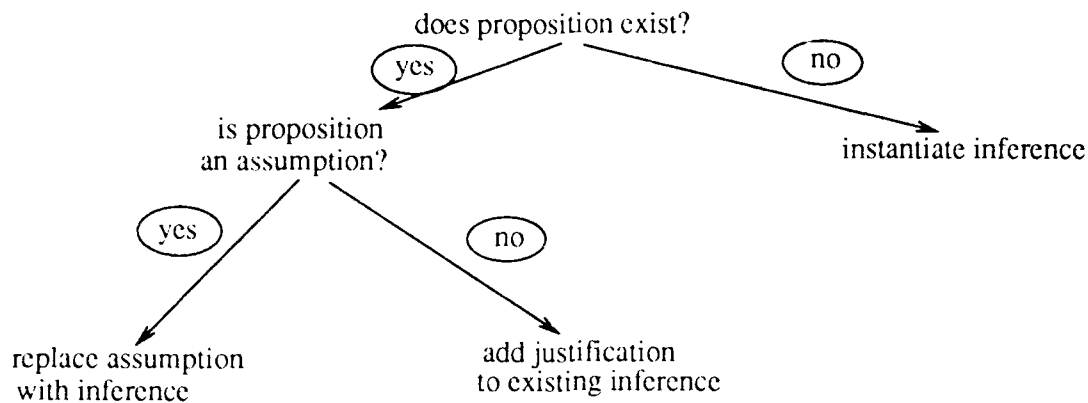 does proposition exist?
yes
no
is proposition
an assumption?
instantiate inference
yes
no
replace assumption
with inference
add justification
to existing inference